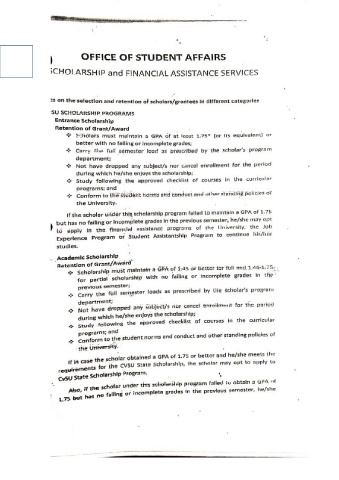 OFFICE OF STUDENT AFFAIRS
SCHOLARSHIP and FINANCIAL ASSISTANCE SERVICES
on the selection and retention of scholars/grantees in different categories
SU SCHOLARSHIP PROGRAMS
Entrance Scholarship
Retention of Grant/Award
❖ Scholars must maintain a GPA of at least 1.75* (or its equivalent) or
better with no failing or incomplete grades;
❖ Carry the full semester load as prescribed by the scholar's program
department;
❖ Not have dropped any subject/s nor cancel enrollment for the period
during which he/she enjoys the scholarship;
❖ Study following the approved checklist of courses in the curricular
programs; and
❖ Conform to the student norms and conduct and other standing policies of
the University.
If the scholar under this scholarship program failed to maintain a GPA of 1.75
but has no failing or incomplete grades in the previous semester, he/she may opt
to apply in the financial assistance programs of the University, the Job
Experience Program or Student Assistantship Program to continue his/her
studies.
Academic Scholarship
Retention of Grant/Award
❖ Scholarship must maintain a GPA of 1.45 or better for full and 1.46-1.75
for partial scholarship with no failing or incomplete grades in the
previous semester;
❖ Carry the full semester loads as prescribed by the scholar's program
department;
❖ Not have dropped any subject/s nor cancel enrollment for the period
during which he/she enjoys the scholarship;
❖ Study following the approved checklist of courses in the curricular
programs; and
❖ Conform to the student norms and conduct and other standing policies of
the University.
If in case the scholar obtained a GPA of 1.75 or better and he/she meets the
requirements for the CvSU State Scholarship, the scholar may opt to apply to
CvSU State Scholarship Program.
Also, if the scholar under this scholarship program failed to obtain a GPA of
1.75 but has no failing or incomplete grades in the previous semester, he/she